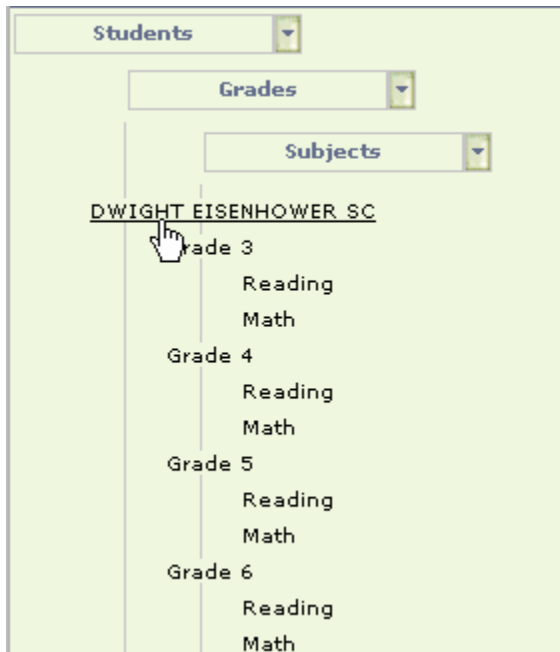 Students
Grades
Subjects
DWIGHT EISENHOWER SC
Grade 3
Reading
Math
Grade 4
Reading
Math
Grade 5
Reading
Math
Grade 6
Reading
Math